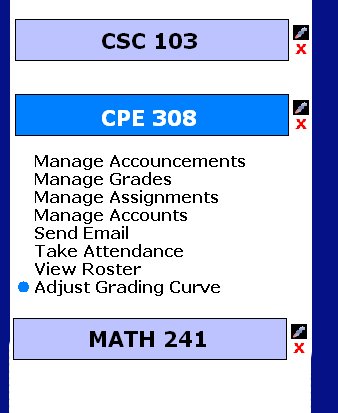 CSC 103
X
CPE 308
X
Manage Accouncements
Manage Grades
Manage Assignments
Manage Accounts
Send Email
Take Attendance
View Roster
Adjust Grading Curve
MATH 241
X